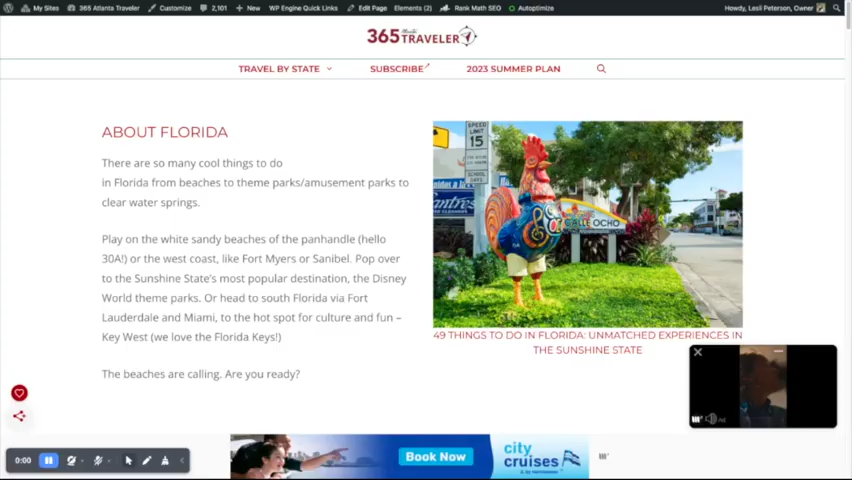 My Sites 365 Atlanta Traveler Customize 2,101 New WP Engine Quick Links Edit Page Elements (2) Rank Math SEO Autoptimize Howdy, Lesli Peterson, Owner
365 TRAVELER
TRAVEL BY STATE SUBSCRIBE 2023 SUMMER PLAN
ABOUT FLORIDA
There are so many cool things to do
in Florida from beaches to theme parks/amusement parks to
clear water springs.
Play on the white sandy beaches of the panhandle (hello
30A!) or the west coast, like Fort Myers or Sanibel. Pop over
to the Sunshine State's most popular destination, the Disney
World theme parks. Or head to south Florida via Fort
Lauderdale and Miami, to the hot spot for culture and fun –
Key West (we love the Florida Keys!)
The beaches are calling. Are you ready?
SPEED
LIMIT
15
CALLE OCHO
49 THINGS TO DO IN FLORIDA: UNMATCHED EXPERIENCES IN
THE SUNSHINE STATE
Ad
0:00
Book Now
city
cruises